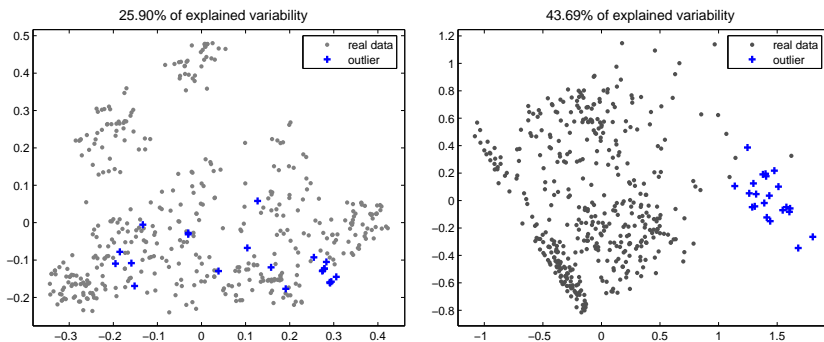 25.90% of explained variability
0.5
0.4
0.3
0.2
0.1
0
−0.1
−0.2
−0.3 −0.2 −0.1 0 0.1 0.2 0.3 0.4
real data
outlier
43.69% of explained variability
1.2
1
0.8
0.6
0.4
0.2
0
−0.2
−0.4
−0.6
−0.8
−1 −0.5 0 0.5 1 1.5
real data
outlier